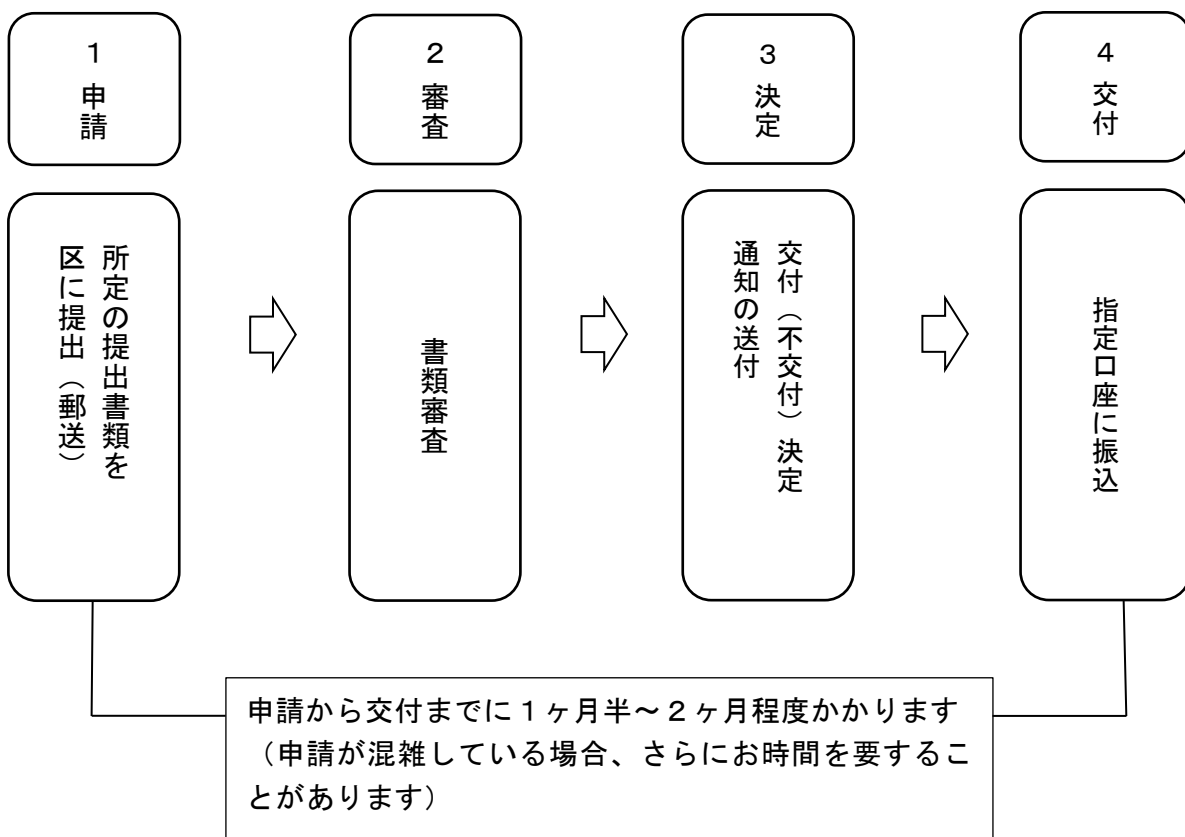 1
申請
2
審査
3
決定
4
交付
所定の提出書類を
区に提出（郵送）
書類審査
交付（不交付）決定
通知の送付
指定口座に振込
申請から交付までに１ヶ月半～２ヶ月程度かかります
（申請が混雑している場合、さらにお時間を要するこ
とがあります）